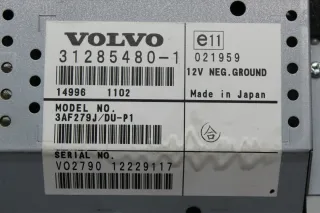 VOLVO
31285480-1
14996 1102
e11
021959
12V NEG.GROUND
Made in Japan
MODEL NO.
3AF279J/DU-P1
合
SERIAL NO.
VO2790 12229117